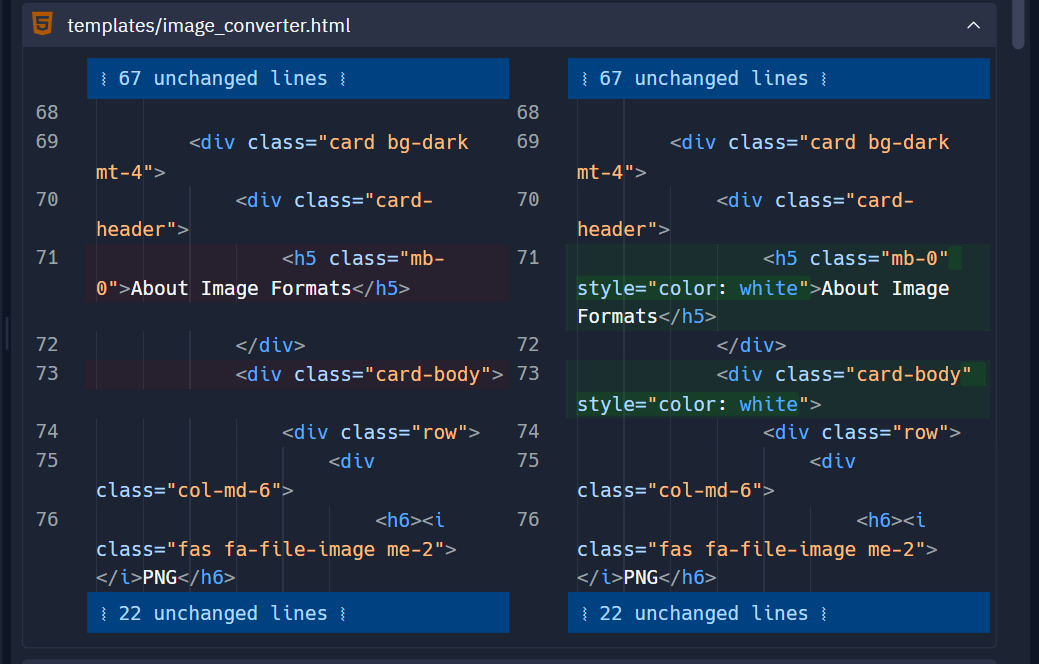 templates/image_converter.html
⦚ 67 unchanged lines ⦚
68
69 <div class="card bg-dark
mt-4">
70 <div class="card-
header">
71 <h5 class="mb-
0">About Image Formats</h5>
72 </div>
73 <div class="card-body">
74 <div class="row">
75 <div
class="col-md-6">
76 <h6><i
class="fas fa-file-image me-2">
</i>PNG</h6>
⦚ 22 unchanged lines ⦚
⦚ 67 unchanged lines ⦚
68
69 <div class="card bg-dark
mt-4">
70 <div class="card-
header">
71 <h5 class="mb-0"
style="color: white">About Image
Formats</h5>
72 </div>
73 <div class="card-body"
style="color: white">
74 <div class="row">
75 <div
class="col-md-6">
76 <h6><i
class="fas fa-file-image me-2">
</i>PNG</h6>
⦚ 22 unchanged lines ⦚